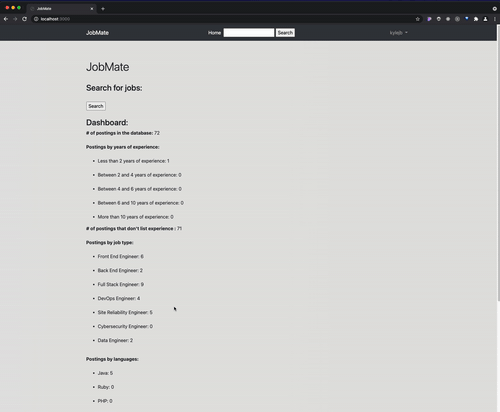 JobMate
localhost:3000
JobMate
Home
Search
kylejb
JobMate
Search for jobs:
Search
Dashboard:
# of postings in the database: 72
Postings by years of experience:
Less than 2 years of experience: 1
Between 2 and 4 years of experience: 0
Between 4 and 6 years of experience: 0
Between 6 and 10 years of experience: 0
More than 10 years of experience: 0
# of postings that don't list experience : 71
Postings by job type:
Front End Engineer: 8
Back End Engineer: 2
Full Stack Engineer: 9
DevOps Engineer: 4
Site Reliability Engineer: 5
Cybersecurity Engineer: 0
Data Engineer: 2
Postings by languages:
Java: 5
Ruby: 0
PHP: 0